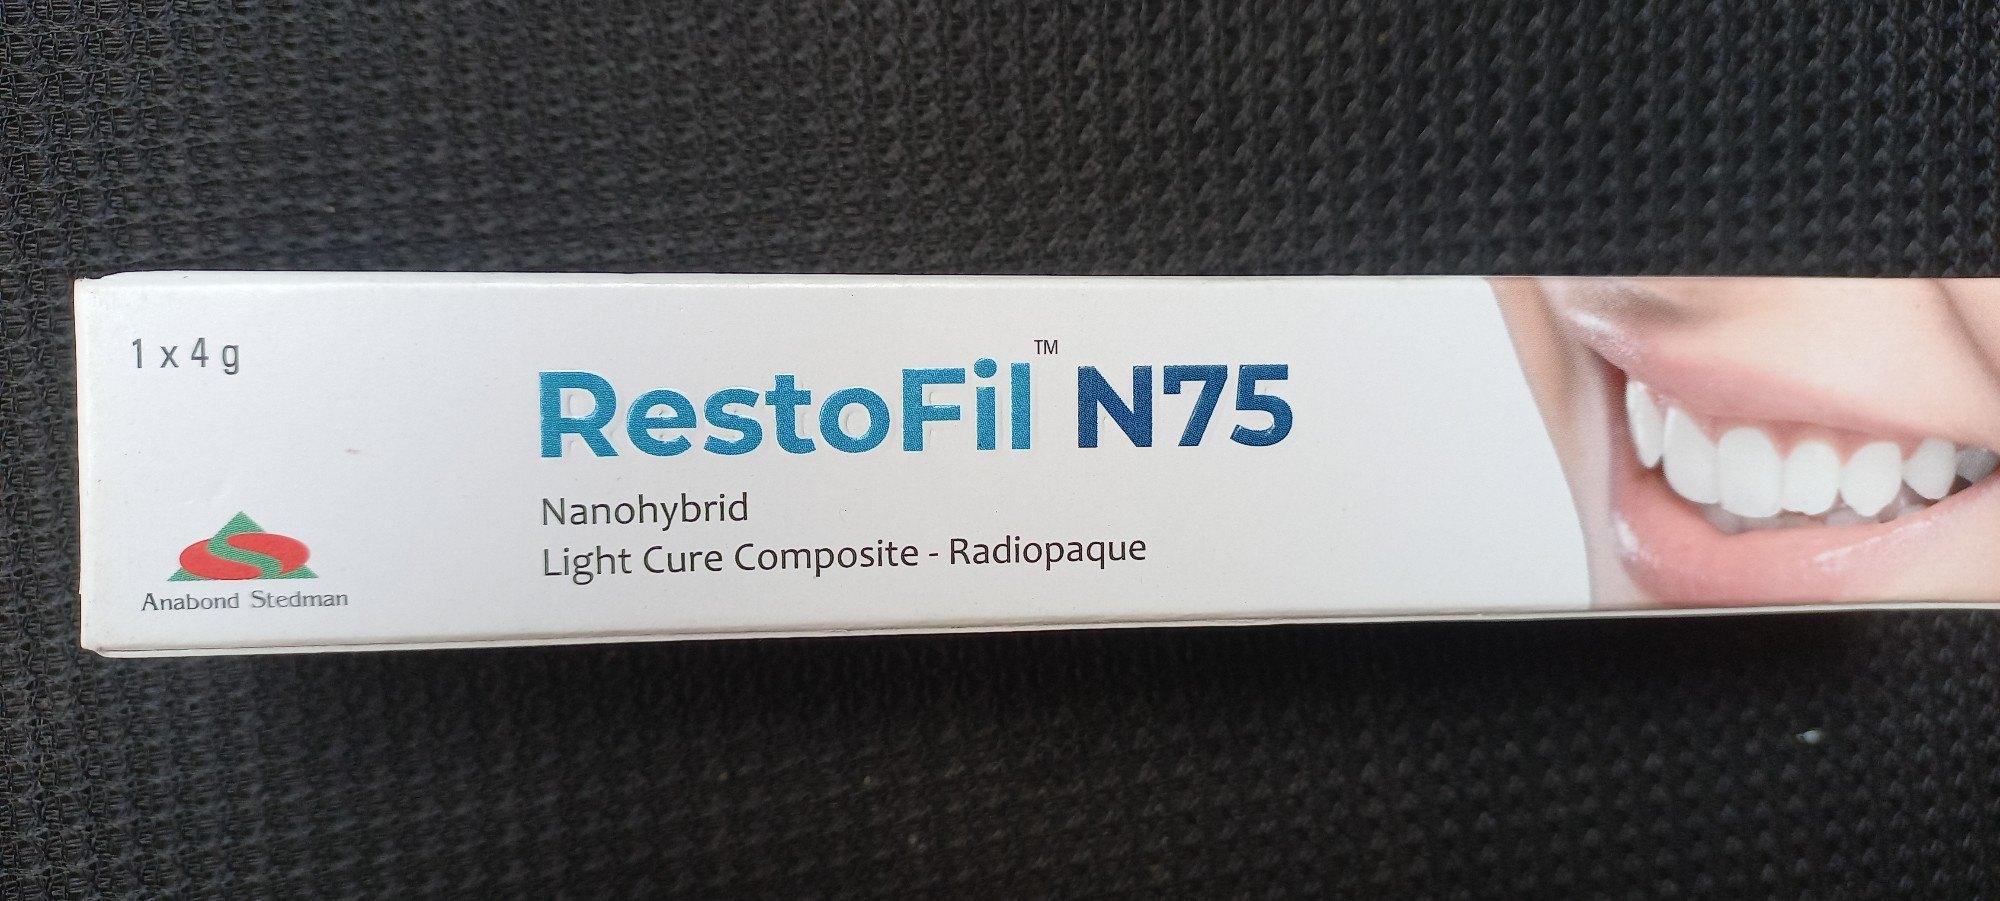 1 x 4 g
RestoFil™ N75
Nanohybrid
Light Cure Composite - Radiopaque
Anabond Stedman